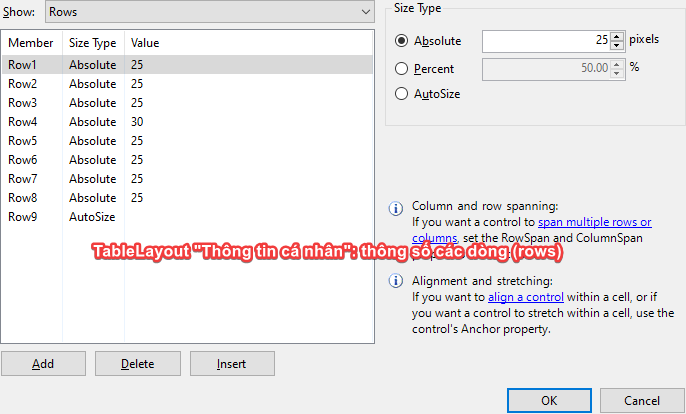 Show: Rows
Member Size Type Value
Row1 Absolute 25
Row2 Absolute 25
Row3 Absolute 25
Row4 Absolute 30
Row5 Absolute 25
Row6 Absolute 25
Row7 Absolute 25
Row8 Absolute 25
Row9 AutoSize
Add Delete Insert
Size Type
Absolute 25 pixels
Percent 50.00 %
AutoSize
Column and row spanning:
If you want a control to span multiple rows or
columns, set the RowSpan and ColumnSpan
TableLayout "Thông tin cá nhân": thông số các dòng (rows)
Alignment and stretching:
If you want to align a control within a cell, or if
you want a control to stretch within a cell, use the
control's Anchor property.
OK Cancel